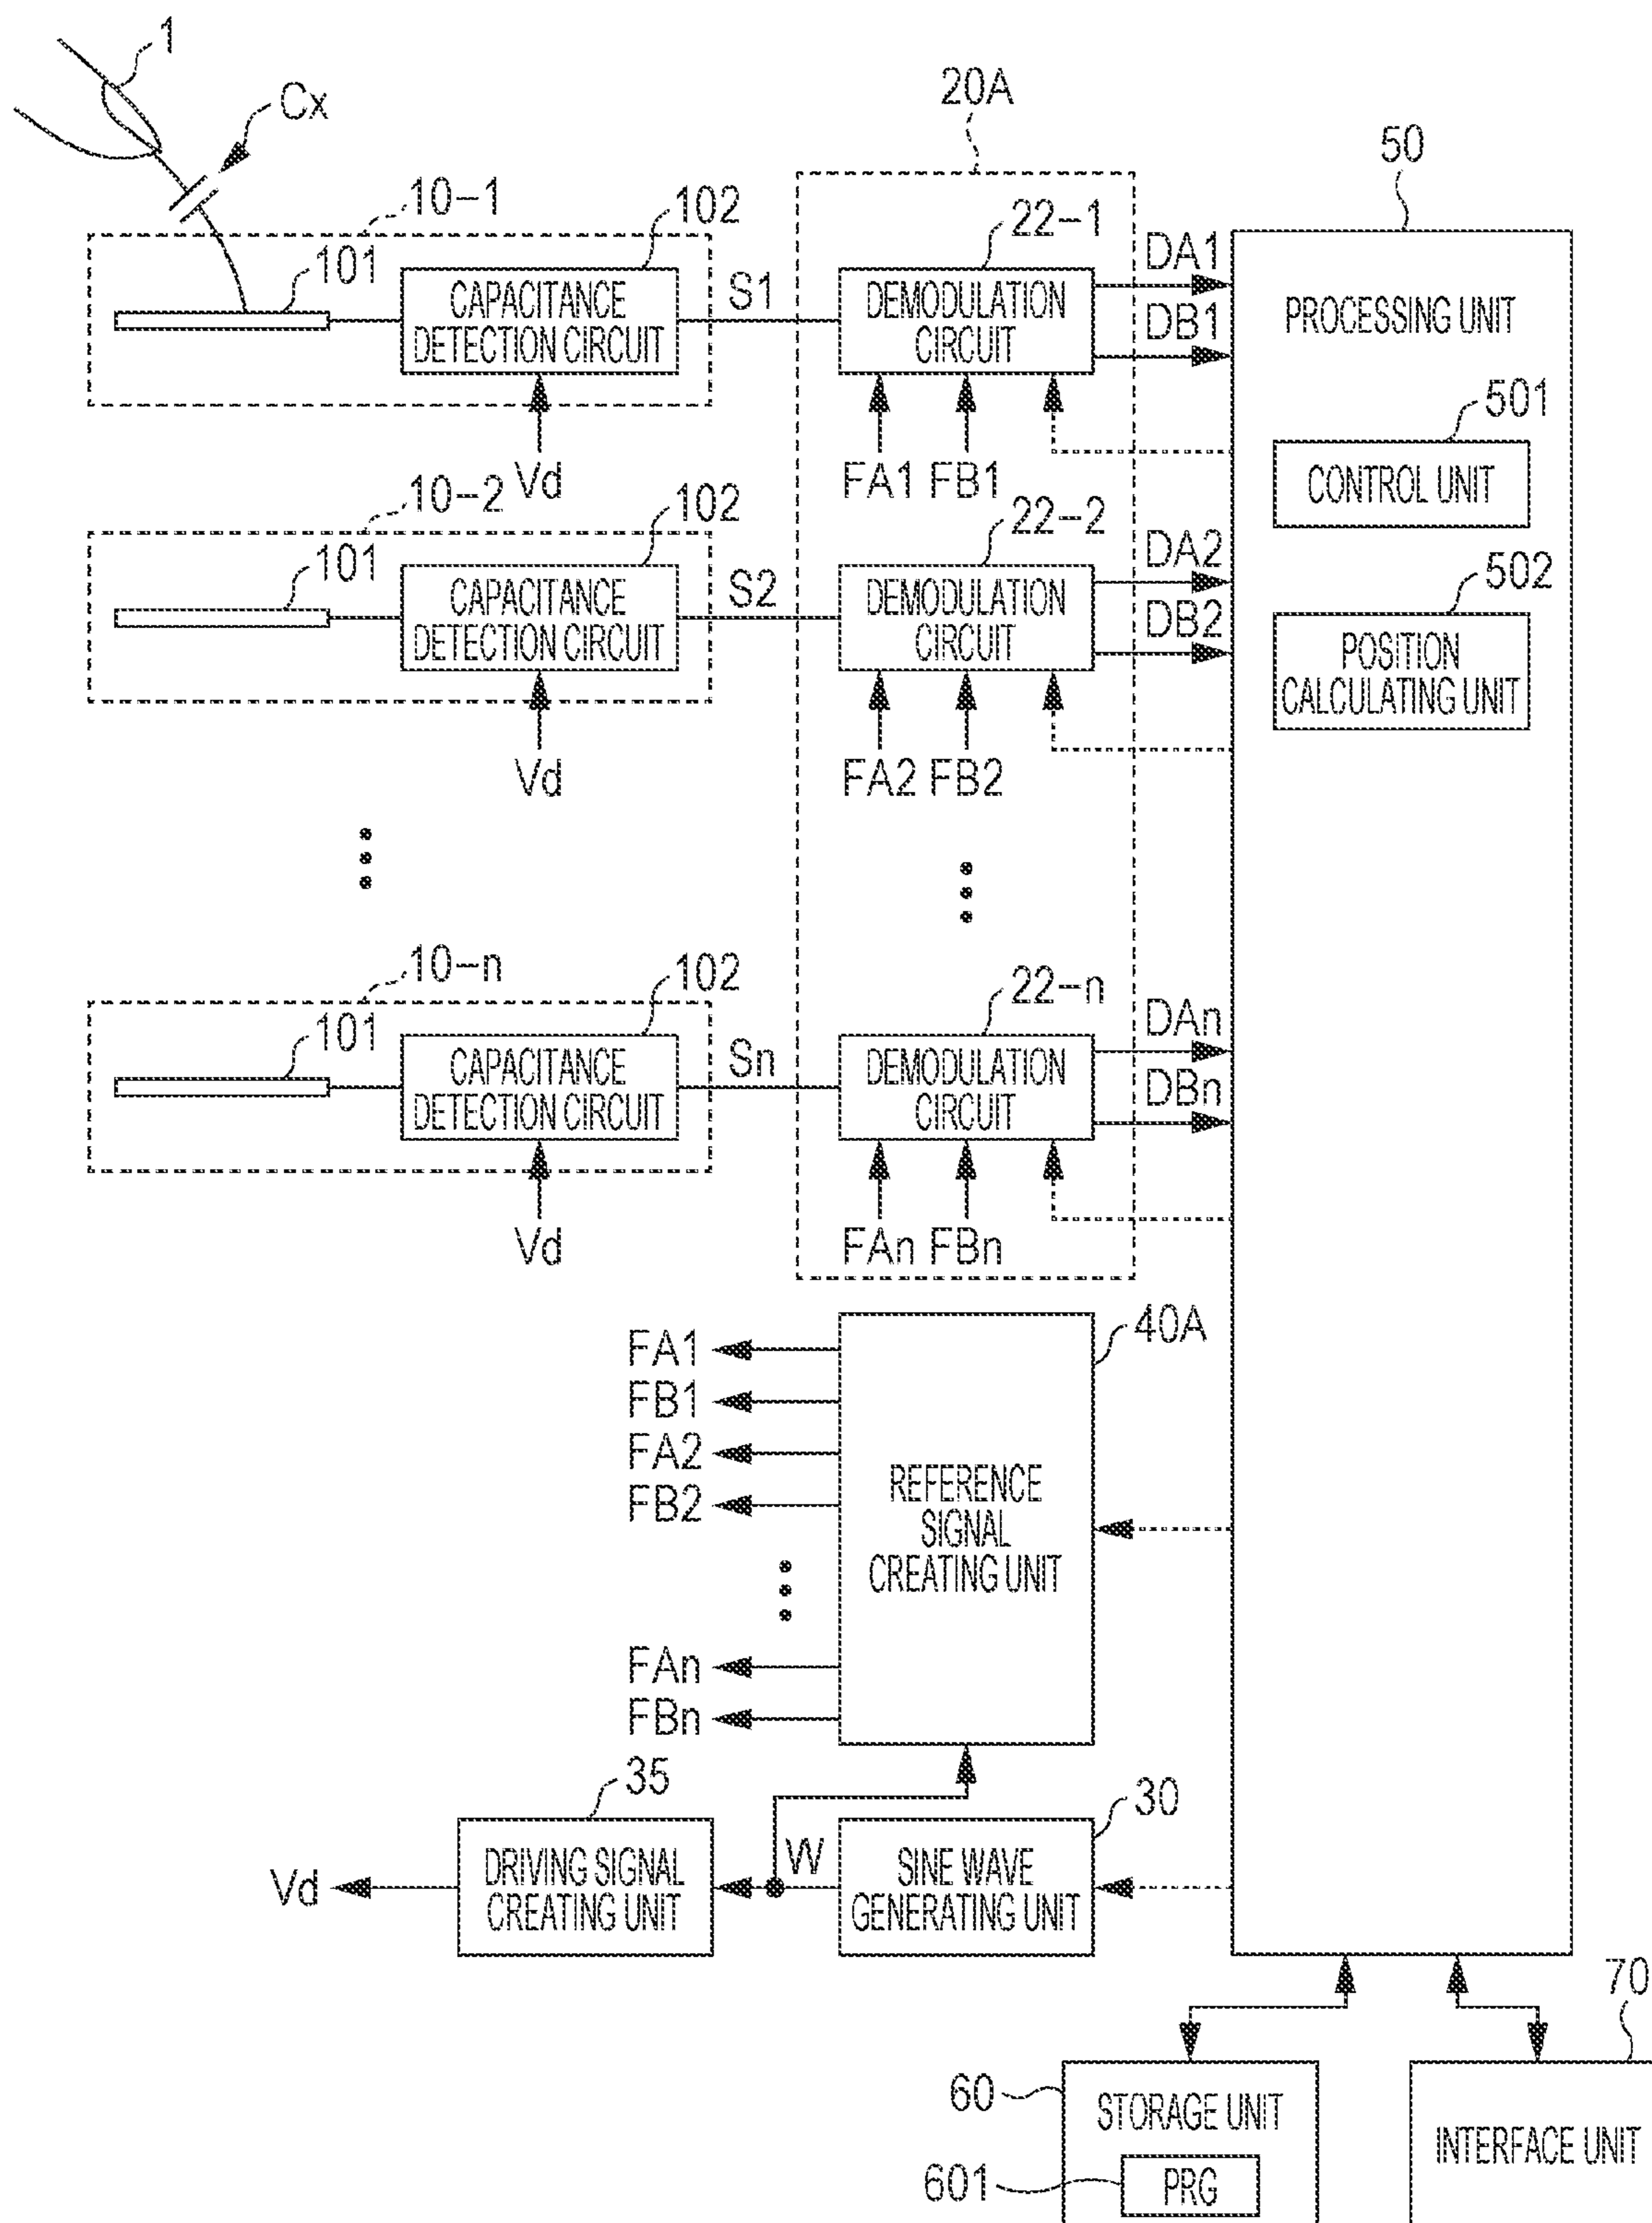 1
Cx
20A
50
10-1
102
22-1
DA1
101
CAPACITANCE
DETECTION CIRCUIT
S1
DEMODULATION
CIRCUIT
DB1
PROCESSING UNIT
Vd
FA1 FB1
501
CONTROL UNIT
10-2
102
22-2
DA2
101
CAPACITANCE
DETECTION CIRCUIT
S2
DEMODULATION
CIRCUIT
DB2
502
POSITION
CALCULATING UNIT
Vd
FA2 FB2
10-n
102
22-n
DAn
101
CAPACITANCE
DETECTION CIRCUIT
Sn
DEMODULATION
CIRCUIT
DBn
Vd
FAn FBn
40A
FA1
FB1
FA2
FB2
REFERENCE
SIGNAL
CREATING UNIT
FAn
FBn
35
30
Vd
DRIVING SIGNAL
CREATING UNIT
W
SINE WAVE
GENERATING UNIT
70
60
STORAGE UNIT
INTERFACE UNIT
601
PRG